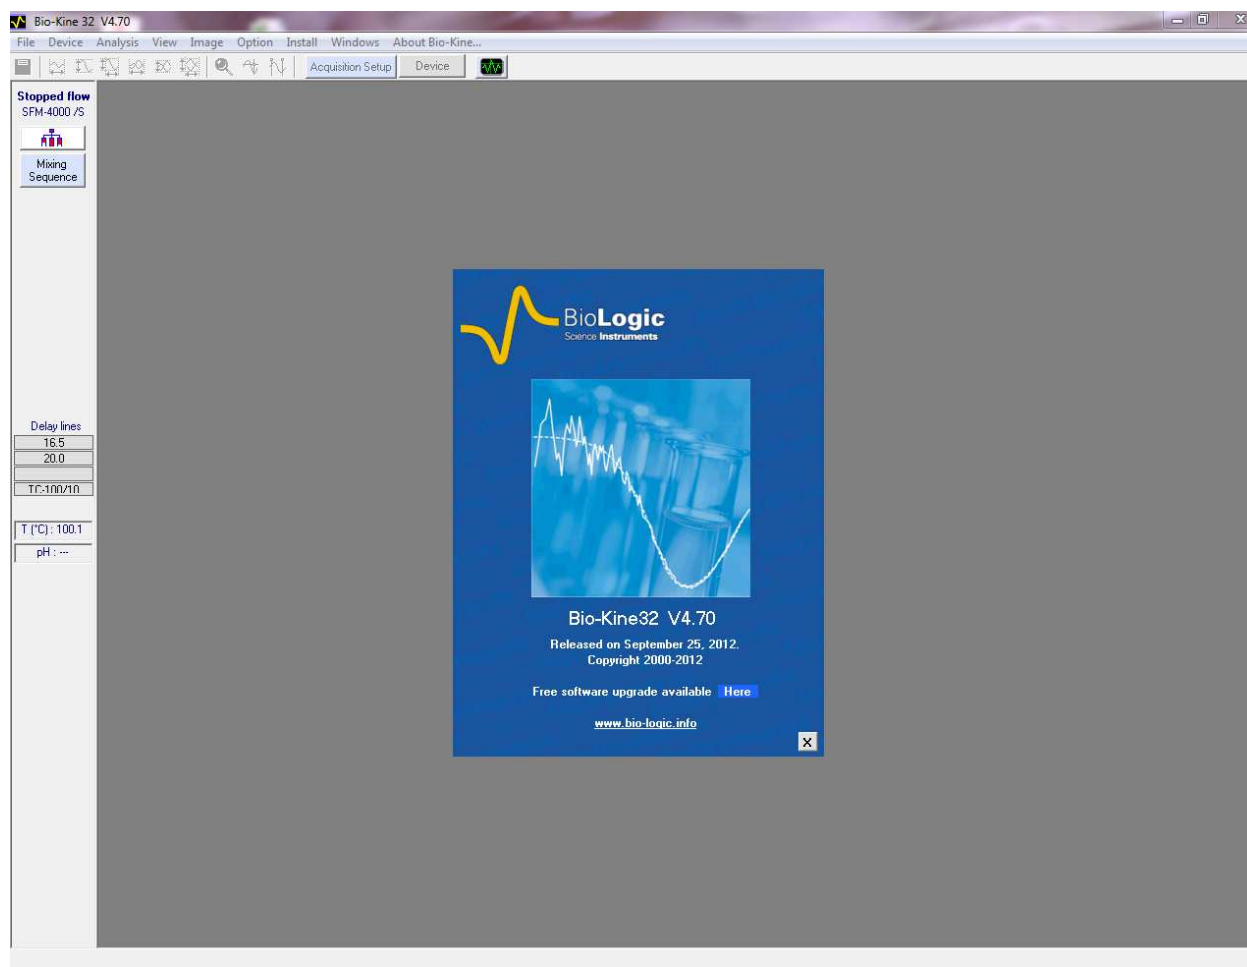 Bio-Kine 32 V4.70
File Device Analysis View Image Option Install Windows About Bio-Kine...
Acquisition Setup Device
Stopped flow
SFM-4000 /S
Mixing
Sequence
Delay lines
16.5
20.0
TC-100/10
T (°C) : 100.1
pH : ---
BioLogic
Science Instruments
Bio-Kine32 V4.70
Released on September 25, 2012.
Copyright 2000-2012
Free software upgrade available Here
www.bio-logic.info
X